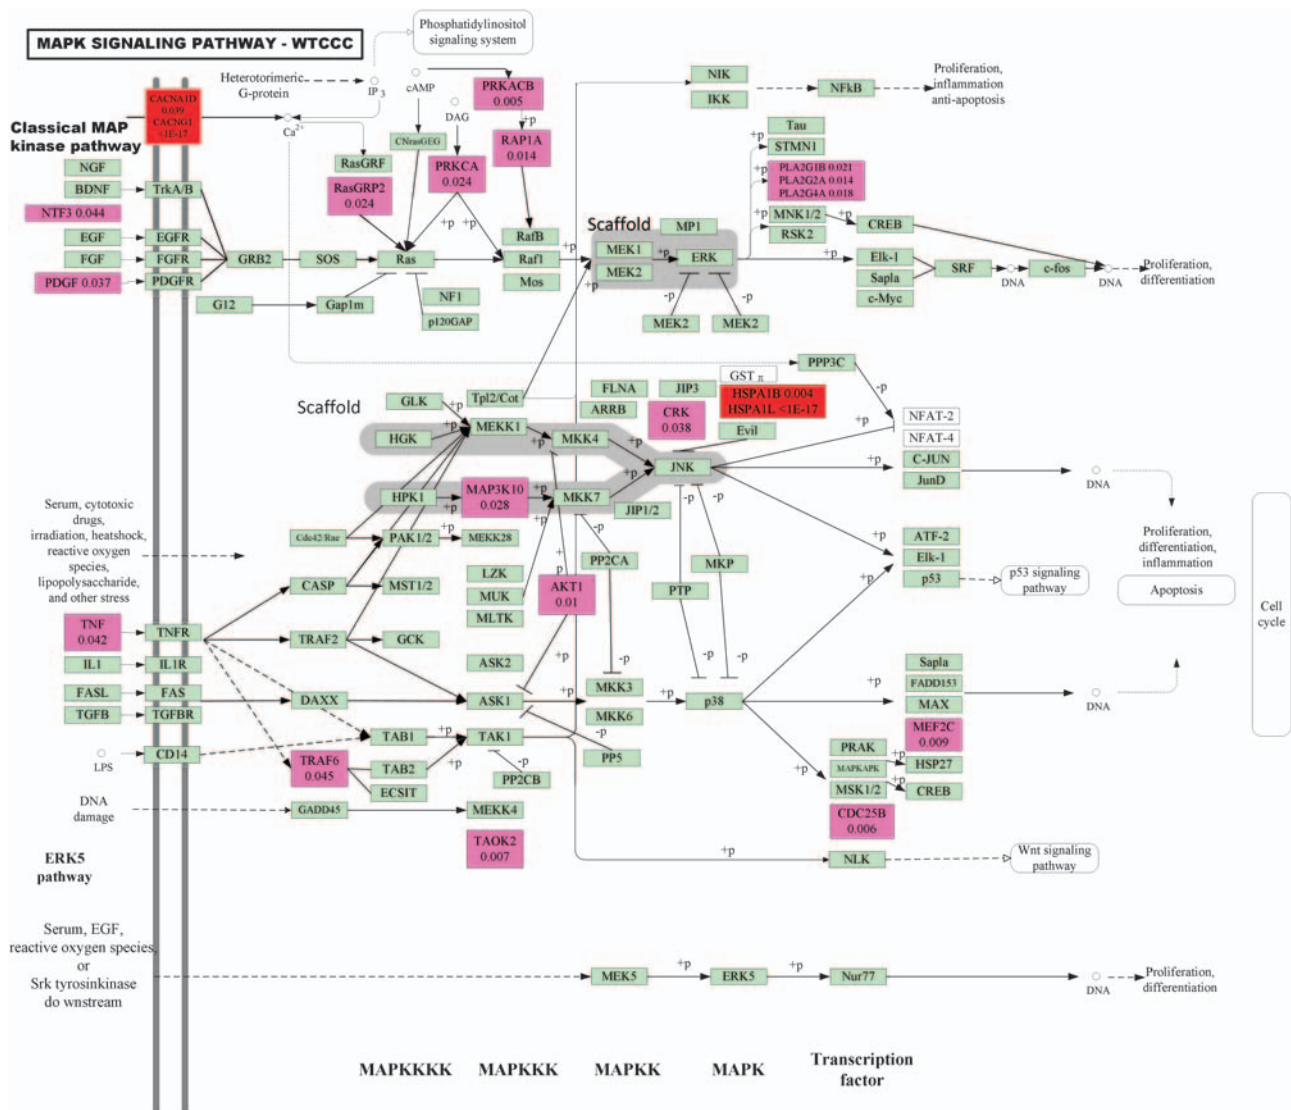 MAPK SIGNALING PATHWAY - WTCCC
Phosphatidylinositol
signaling system
Heterotorimeric
G-protein
IP3
cAMP
DAG
PRKACB
0.005
+p
RAP1A
0.014
NIK
IKK
NFkB
Proliferation,
inflammation
anti-apoptosis
CACNA1D
0.039
CACNG1
<1E-17
Ca2+
Classical MAP
kinase pathway
NGF
BDNF
TrkA/B
NTF3 0.044
EGF
EGFR
FGF
FGFR
PDGF 0.037
PDGFR
GRB2
SOS
Ras
RasGRF
RasGRP2
0.024
CNrasGEG
PRKCA
0.024
+p
+p
G12
Gap1m
NF1
p120GAP
RafB
Raf1
Mos
+p
+p
Scaffold
MP1
MEK1
+p
ERK
MEK2
-p
-p
MEK2
MEK2
+p
+p
+p
Tau
STMN1
PLA2G1B 0.021
PLA2G2A 0.014
PLA2G4A 0.018
MNK1/2
+p
CREB
RSK2
+p
Elk-1
Sapla
c-Myc
SRF
DNA
c-fos
DNA
Proliferation,
differentiation
PPP3C
-p
Scaffold
GLK
+p
Tpl2/Cot
HGK
+p
MEKK1
+p
MKK4
+p
FLNA
JIP3
ARRB
CRK
0.038
GST π
HSPA1B 0.004
HSPA1L <1E-17
Evil
JNK
+p
NFAT-2
NFAT-4
+p
C-JUN
JunD
DNA
HPK1
+p
MAP3K10
0.028
+p
+p
MKK7
+p
JIP1/2
-p
-p
-p
Serum, cytotoxic
drugs,
irradiation, heatshock,
reactive oxygen
species,
lipopolysaccharide,
and other stress
Cdc42/Rae
+p
PAK1/2
+p
MEKK28
CASP
MST1/2
LZK
MUK
MLTK
+p
+p
AKT1
0.01
PP2CA
PTP
MKP
+p
ATF-2
Elk-1
p53
+p
p53 signaling
pathway
Proliferation,
differentiation,
inflammation
Apoptosis
Cell
cycle
TNF
0.042
TNFR
TRAF2
GCK
IL1
IL1R
FASL
FAS
TGFB
TGFBR
DAXX
ASK2
ASK1
+p
+p
-p
MKK3
MKK6
+p
-p
-p
p38
+p
Sapla
FADD153
MAX
MEF2C
0.009
DNA
LPS
CD14
TAB1
+p
TAK1
TRAF6
0.045
TAB2
+p
ECSIT
-p
PP2CB
-p
PP5
+p
PRAK
+p
HSP27
MAPKAPK
MSK1/2
+p
CREB
CDC25B
0.006
DNA
damage
GADD45
MEKK4
TAOK2
0.007
+p
NLK
Wnt signaling
pathway
ERK5
pathway
Serum, EGF,
reactive oxygen species,
or
Srk tyrosinkinase
do wnstream
MEK5
+p
ERK5
+p
Nur77
DNA
Proliferation,
differentiation
MAPKKKK
MAPKKK
MAPKK
MAPK
Transcription
factor